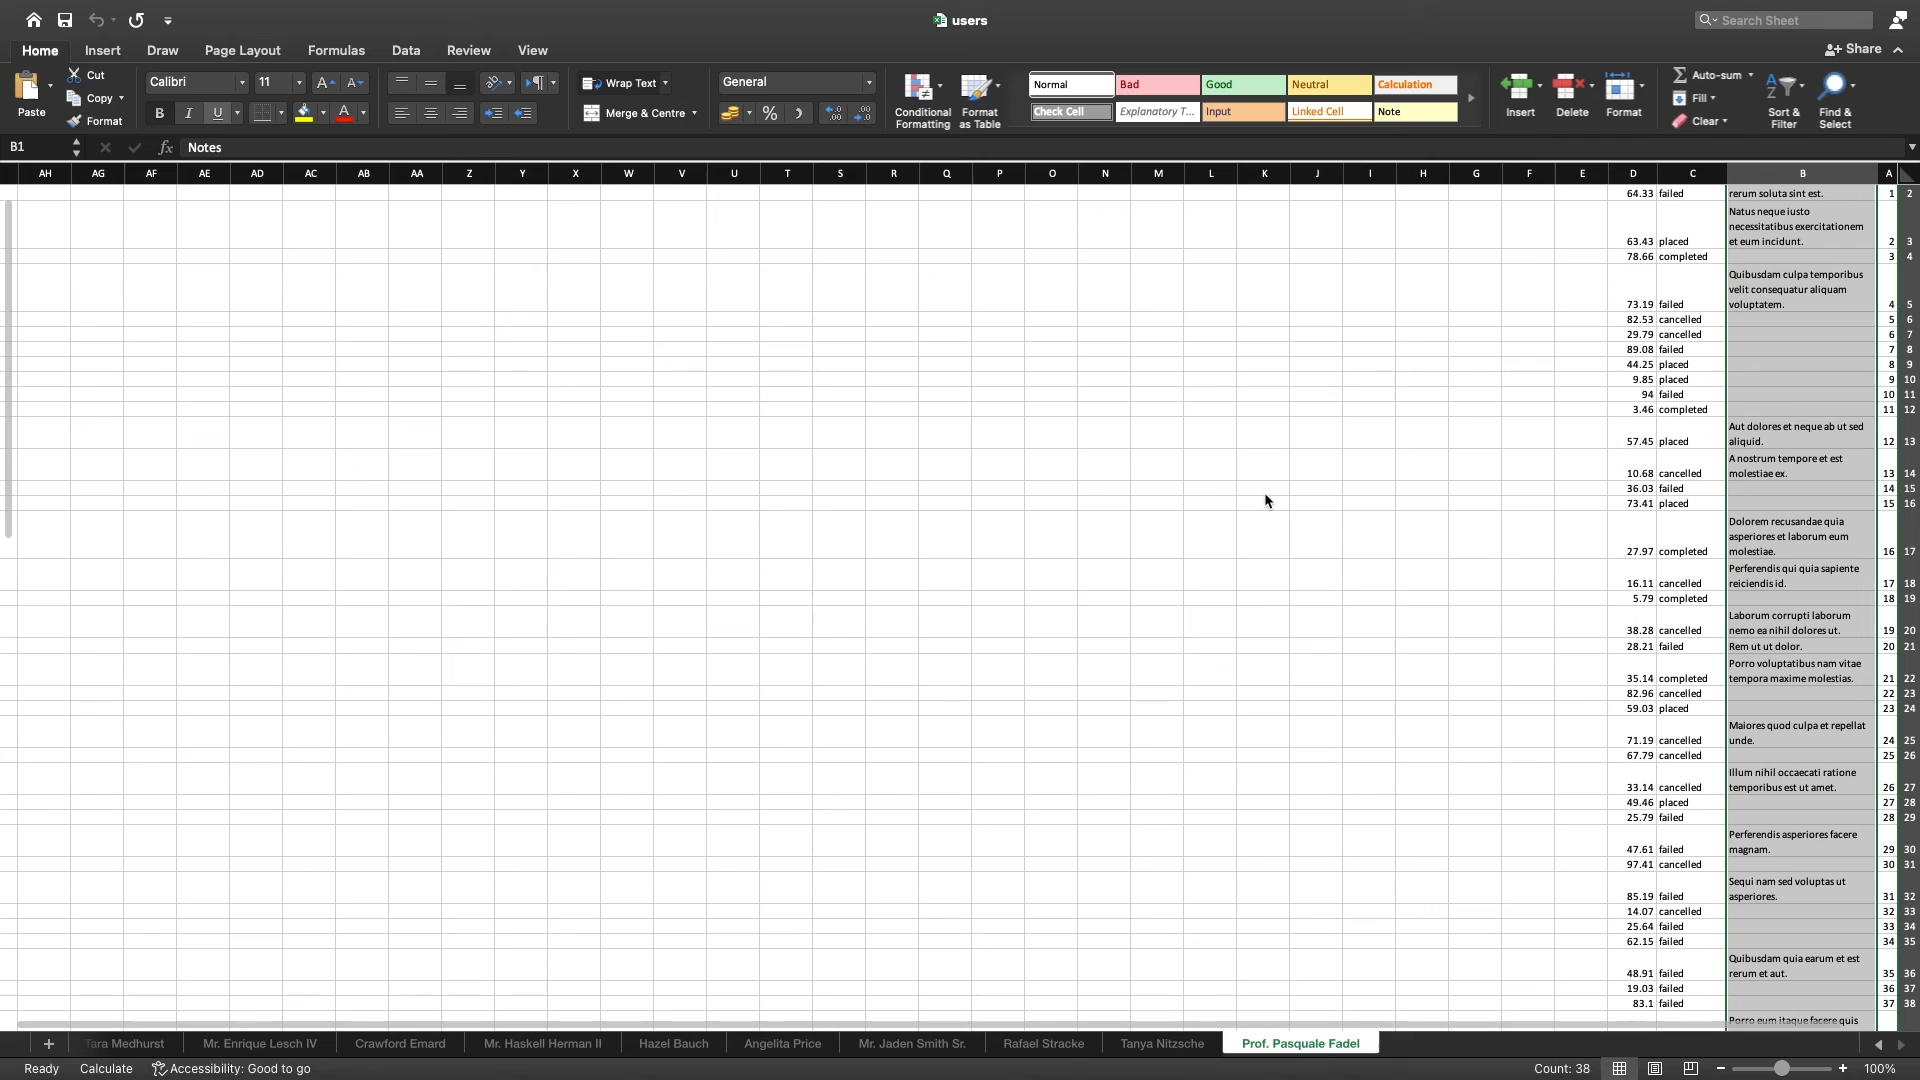 users
Search Sheet
Home Insert Draw Page Layout Formulas Data Review View
Share
Paste
Cut
Copy
Format
Calibri 11
B I U
Wrap Text
Merge & Centre
General
Conditional Formatting
Format as Table
Normal Bad Good Neutral Calculation
Check Cell Explanatory T... Input Linked Cell Note
Insert
Delete
Format
Auto-sum
Fill
Clear
Sort & Filter
Find & Select
B1 fx Notes
AH AG AF AE AD AC AB AA Z Y X W V U T S R Q P O N M L K J I H G F E D C B A
64.33 failed rerum soluta sint est. 1 2
Natus neque iusto
necessitatibus exercitationem
63.43 placed et eum incidunt. 2 3
78.66 completed 3 4
Quibusdam culpa temporibus
velit consequatur aliquam
73.19 failed voluptatem. 4 5
82.53 cancelled 5 6
29.79 cancelled 6 7
89.08 failed 7 8
44.25 placed 8 9
9.85 placed 9 10
94 failed 10 11
3.46 completed 11 12
Aut dolores et neque ab ut sed
57.45 placed aliquid. 12 13
A nostrum tempore et est
10.68 cancelled molestiae ex. 13 14
36.03 failed 14 15
73.41 placed 15 16
Dolorem recusandae quia
asperiores et laborum eum
27.97 completed molestiae. 16 17
Perferendis qui quia sapiente
16.11 cancelled reiciendis id. 17 18
5.79 completed 18 19
Laborum corrupti laborum
38.28 cancelled nemo ea nihil dolores ut. 19 20
28.21 failed Rem ut ut dolor. 20 21
Porro voluptatibus nam vitae
35.14 completed tempora maxime molestias. 21 22
82.96 cancelled 22 23
59.03 placed 23 24
Maiores quod culpa et repellat
71.19 cancelled unde. 24 25
67.79 cancelled 25 26
Illum nihil occaecati ratione
33.14 cancelled temporibus est ut amet. 26 27
49.46 placed 27 28
25.79 failed 28 29
Perferendis asperiores facere
47.61 failed magnam. 29 30
97.41 cancelled 30 31
Sequi nam sed voluptas ut
85.19 failed asperiores. 31 32
14.07 cancelled 32 33
25.64 failed 33 34
62.15 failed 34 35
Quibusdam quia earum et est
48.91 failed rerum et aut. 35 36
19.03 failed 36 37
83.1 failed 37 38
Porro eum itaque facere quis
Tara Medhurst Mr. Enrique Lesch IV Crawford Emard Mr. Haskell Herman II Hazel Bauch Angelita Price Mr. Jaden Smith Sr. Rafael Stracke Tanya Nitzsche Prof. Pasquale Fadel
Ready Calculate Accessibility: Good to go Count: 38 100%